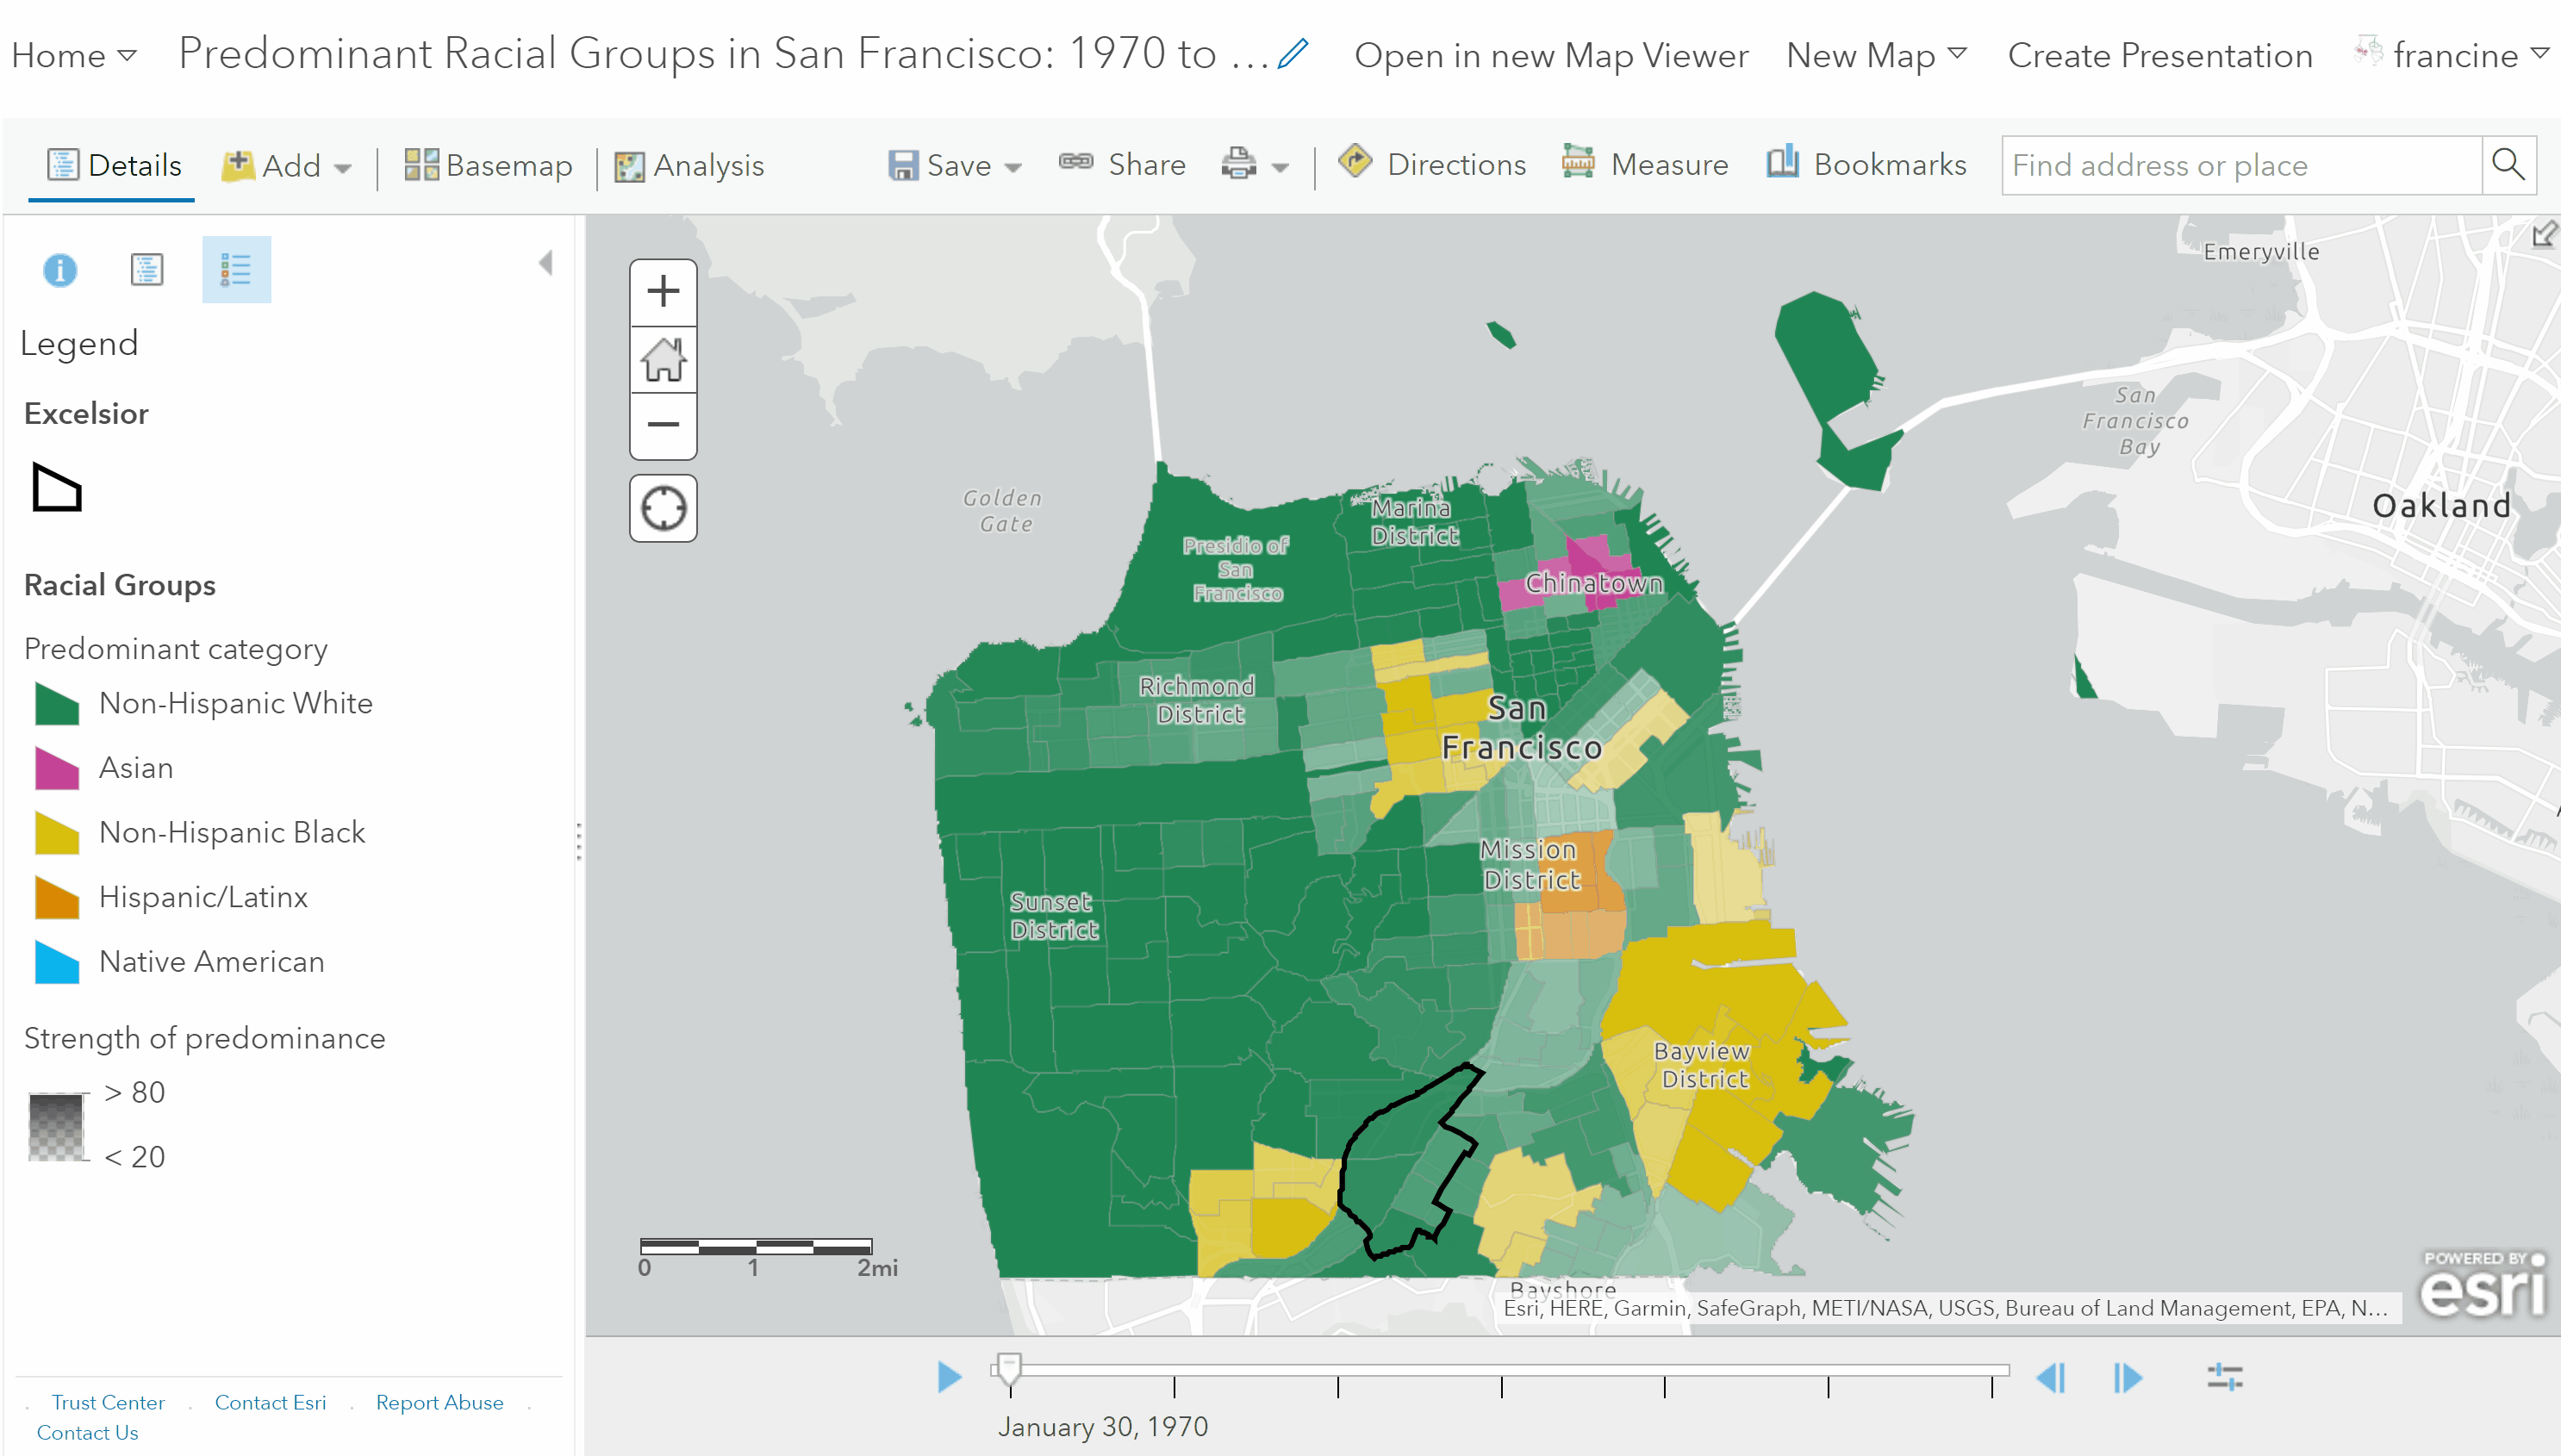 Home
Predominant Racial Groups in San Francisco: 1970 to ...
Open in new Map Viewer
New Map
Create Presentation
francine
Details
Add
Basemap
Analysis
Save
Share
Directions
Measure
Bookmarks
Find address or place
Legend
Excelsior
Racial Groups
Predominant category
Non-Hispanic White
Asian
Non-Hispanic Black
Hispanic/Latinx
Native American
Strength of predominance
> 80
< 20
Trust Center
Contact Esri
Report Abuse
Contact Us
Emeryville
San
Francisco
Bay
Oakland
Golden
Gate
Marina
District
Presidio of
San
Francisco
Chinatown
Richmond
District
San
Francisco
Mission
District
Sunset
District
Bayview
District
Bayshore
0 1 2mi
Esri, HERE, Garmin, SafeGraph, METI/NASA, USGS, Bureau of Land Management, EPA, N...
POWERED BY
esri
January 30, 1970